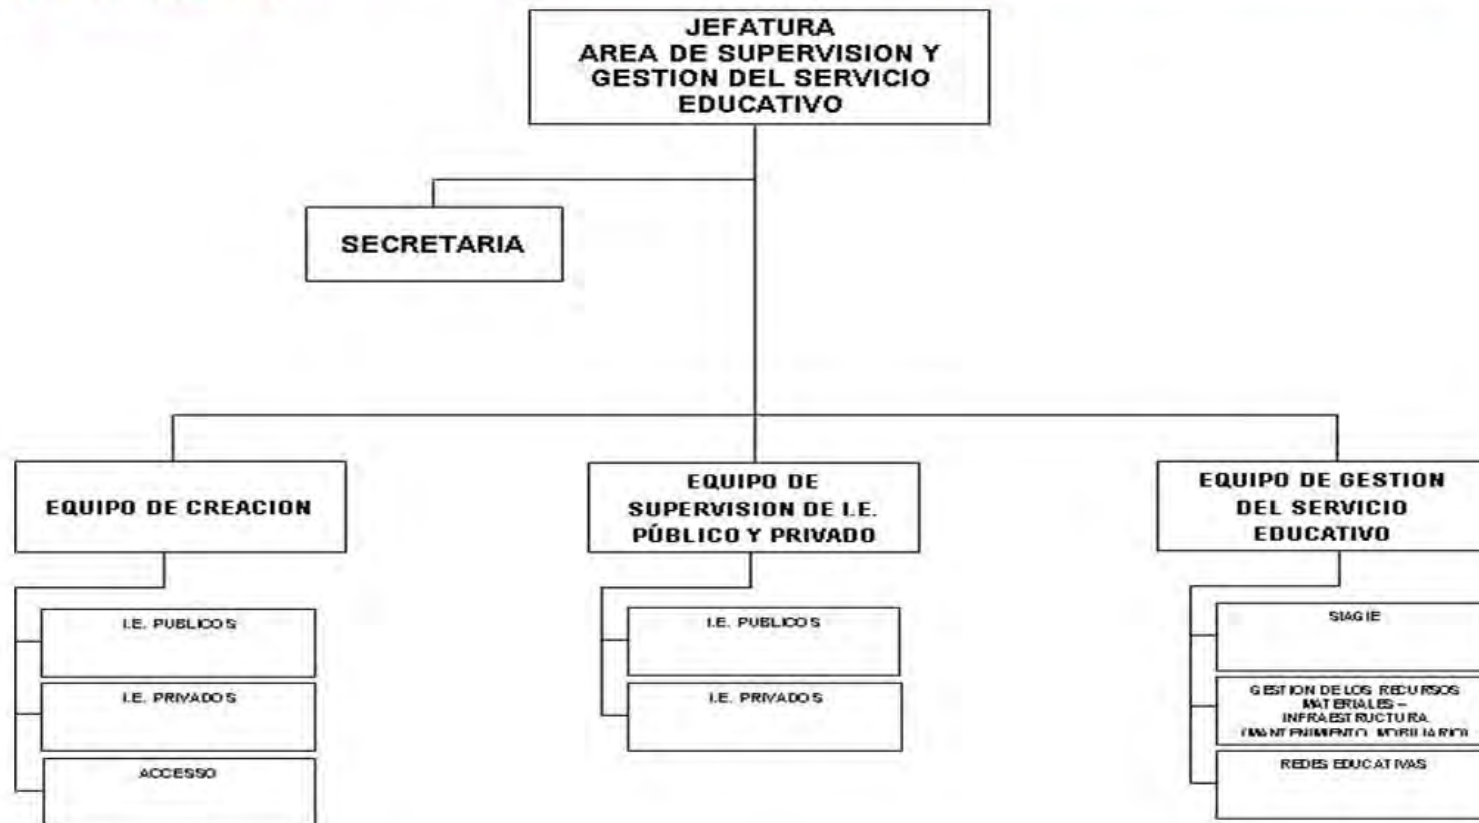 JEFATURA
AREA DE SUPERVISION Y
GESTION DEL SERVICIO
EDUCATIVO
SECRETARIA
EQUIPO DE CREACION
I.E. PUBLICOS
I.E. PRIVADOS
ACCESSO
EQUIPO DE
SUPERVISION DE I.E.
PÚBLICO Y PRIVADO
I.E. PUBLICOS
I.E. PRIVADOS
EQUIPO DE GESTION
DEL SERVICIO
EDUCATIVO
SIAGIE
GESTION DE LOS RECURSOS
MATERIALES –
INFRAESTRUCTURA
(MANTENIMIENTO MOBILIARIO)
REDES EDUCATIVAS